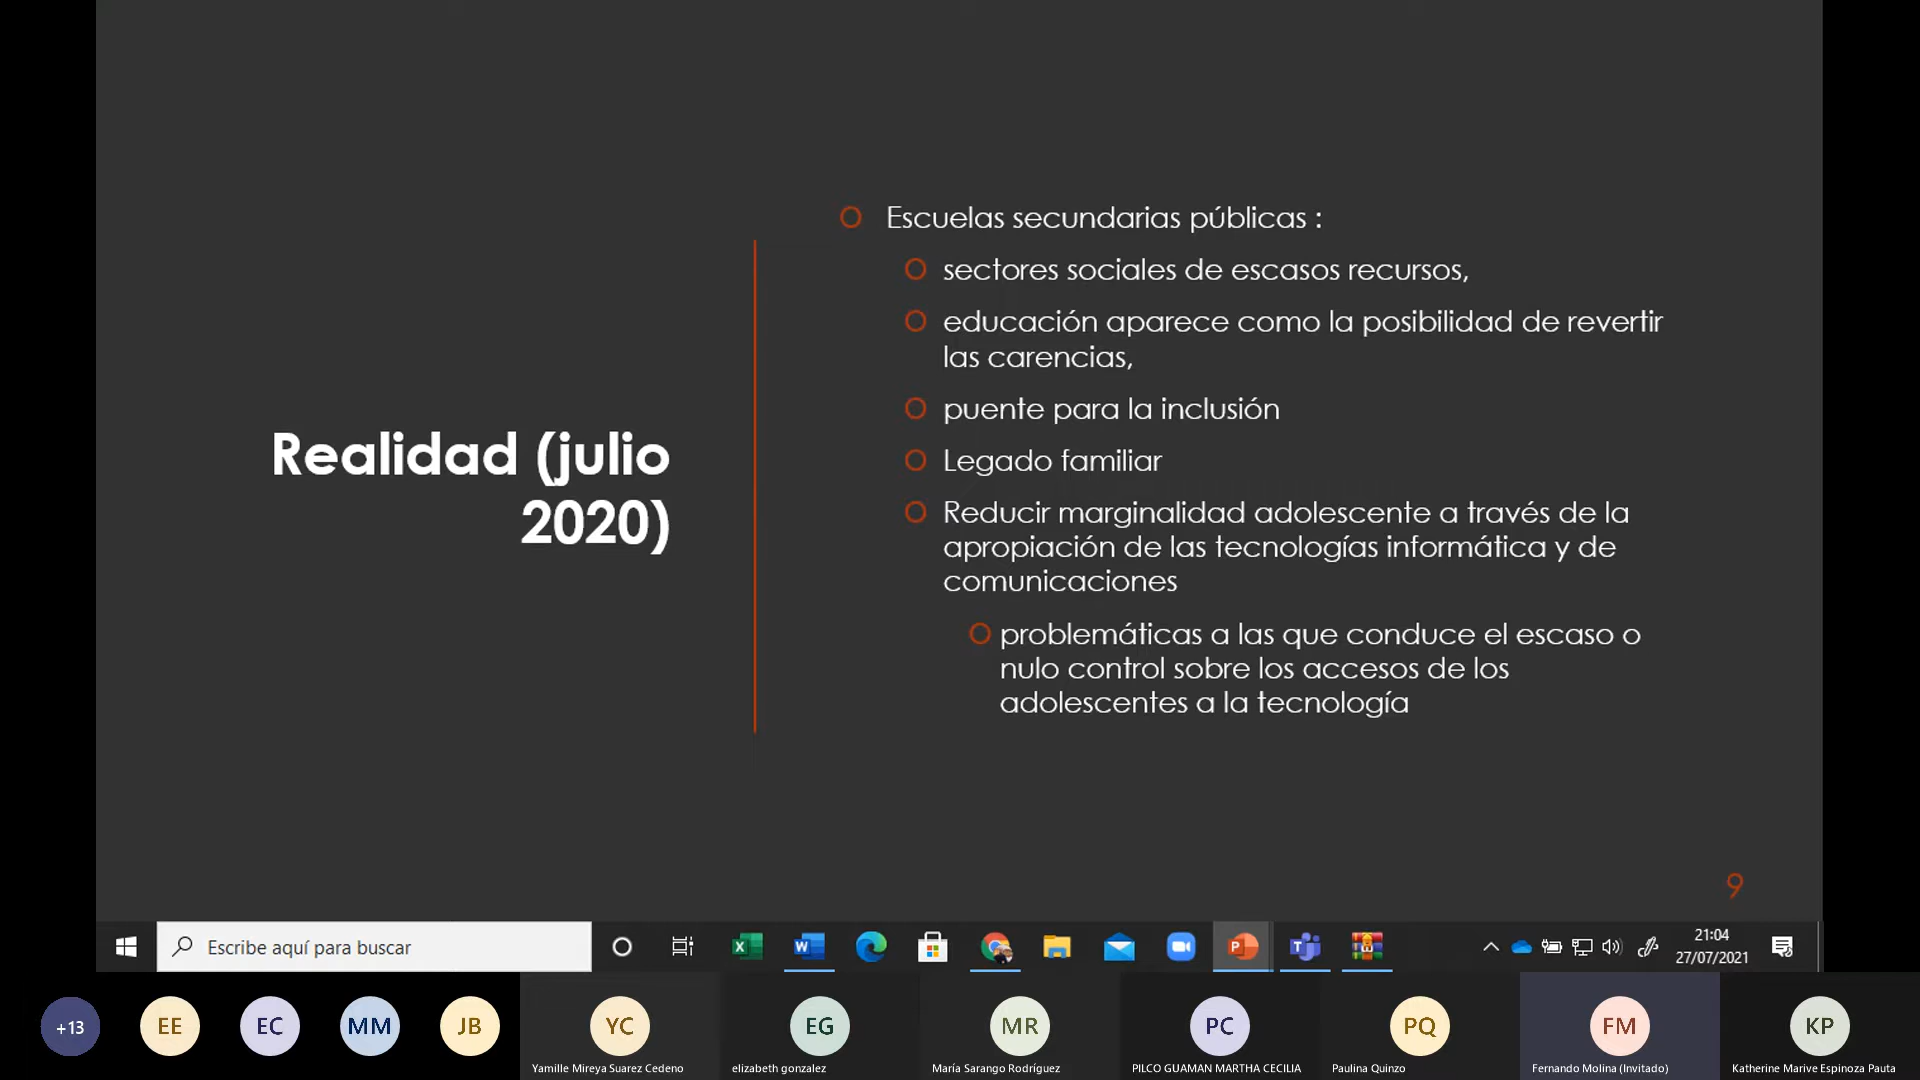 Realidad (julio
2020)
Escuelas secundarias públicas :
sectores sociales de escasos recursos,
educación aparece como la posibilidad de revertir
las carencias,
puente para la inclusión
Legado familiar
Reducir marginalidad adolescente a través de la
apropiación de las tecnologías informática y de
comunicaciones
problemáticas a las que conduce el escaso o
nulo control sobre los accesos de los
adolescentes a la tecnología
9
Escribe aquí para buscar
21:04
27/07/2021
+13
EE
EC
MM
JB
YC
EG
MR
PC
PQ
FM
KP
Yamille Mireya Suarez Cedeno
elizabeth gonzalez
María Sarango Rodríguez
PILCO GUAMAN MARTHA CECILIA
Paulina Quinzo
Fernando Molina (Invitado)
Katherine Marive Espinoza Pauta